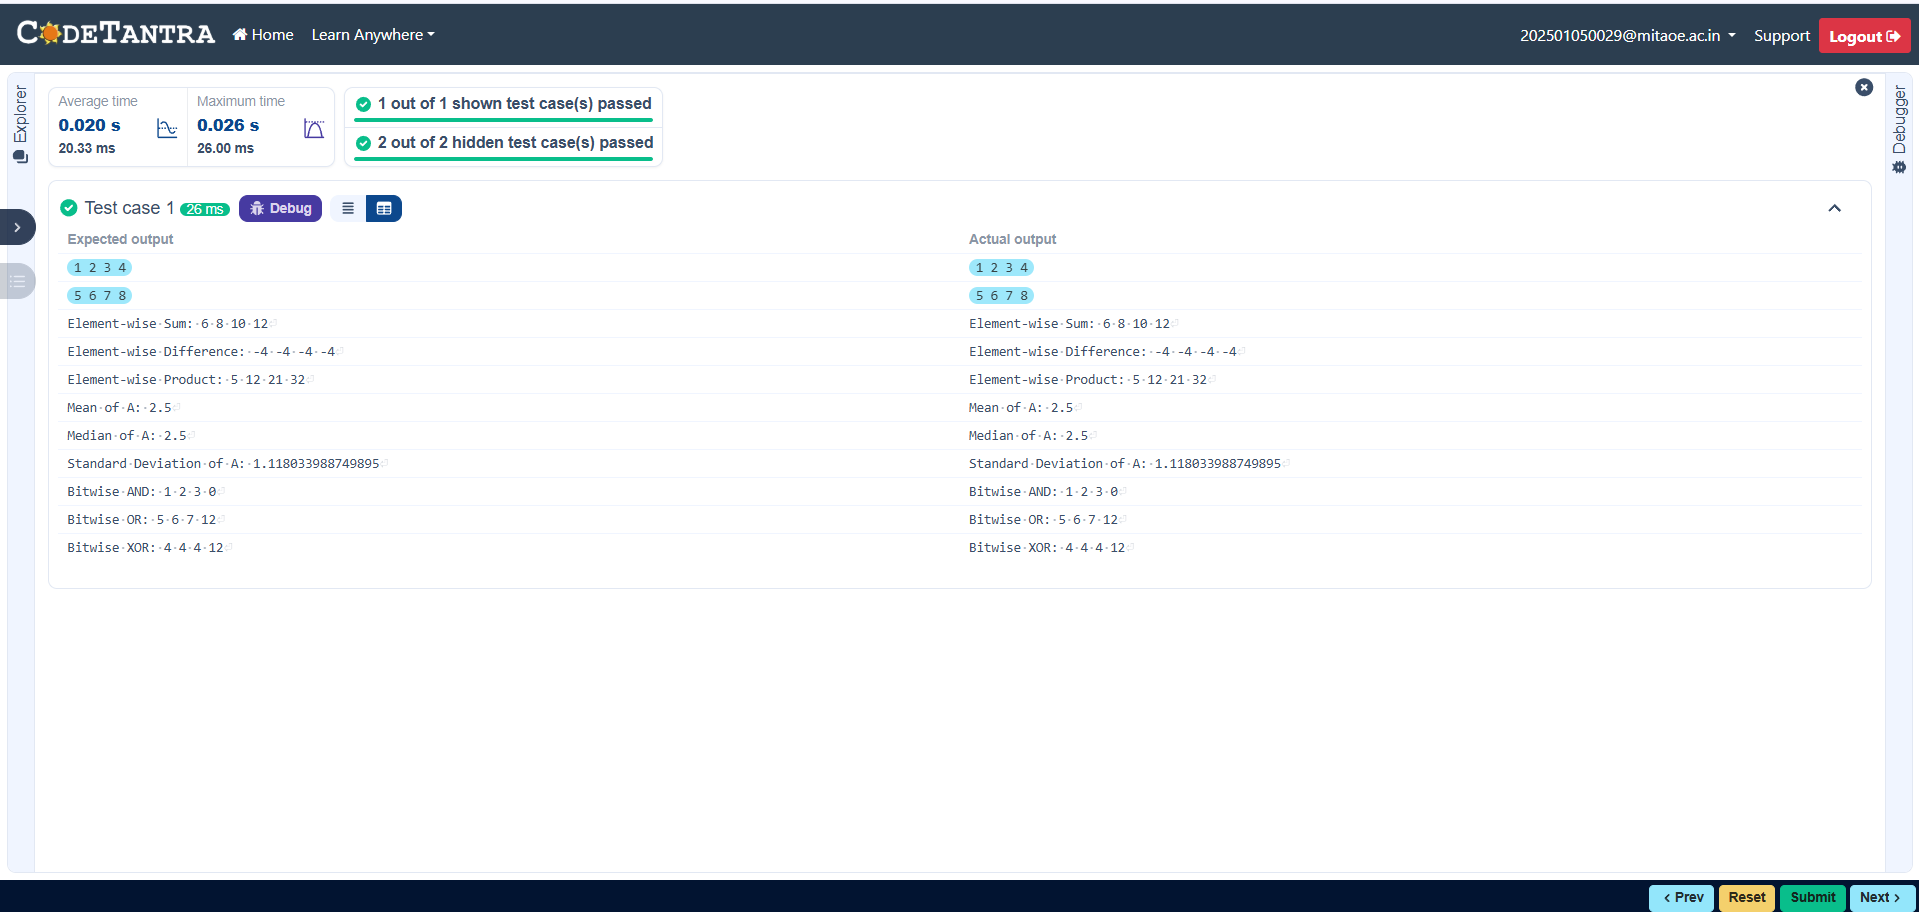 CODETANTRA Home Learn Anywhere 202501050029@mitaoe.ac.in Support Logout
Explorer
Average time
0.020 s
20.33 ms
Maximum time
0.026 s
26.00 ms
1 out of 1 shown test case(s) passed
2 out of 2 hidden test case(s) passed
Debugger
Test case 1 26 ms Debug
Expected output Actual output
1 2 3 4 1 2 3 4
5 6 7 8 5 6 7 8
Element-wise·Sum:·6·8·10·12 Element-wise·Sum:·6·8·10·12
Element-wise·Difference:·-4·-4·-4·-4 Element-wise·Difference:·-4·-4·-4·-4
Element-wise·Product:·5·12·21·32 Element-wise·Product:·5·12·21·32
Mean·of·A:·2.5 Mean·of·A:·2.5
Median·of·A:·2.5 Median·of·A:·2.5
Standard·Deviation·of·A:·1.118033988749895 Standard·Deviation·of·A:·1.118033988749895
Bitwise·AND:·1·2·3·0 Bitwise·AND:·1·2·3·0
Bitwise·OR:·5·6·7·12 Bitwise·OR:·5·6·7·12
Bitwise·XOR:·4·4·4·12 Bitwise·XOR:·4·4·4·12
Prev Reset Submit Next